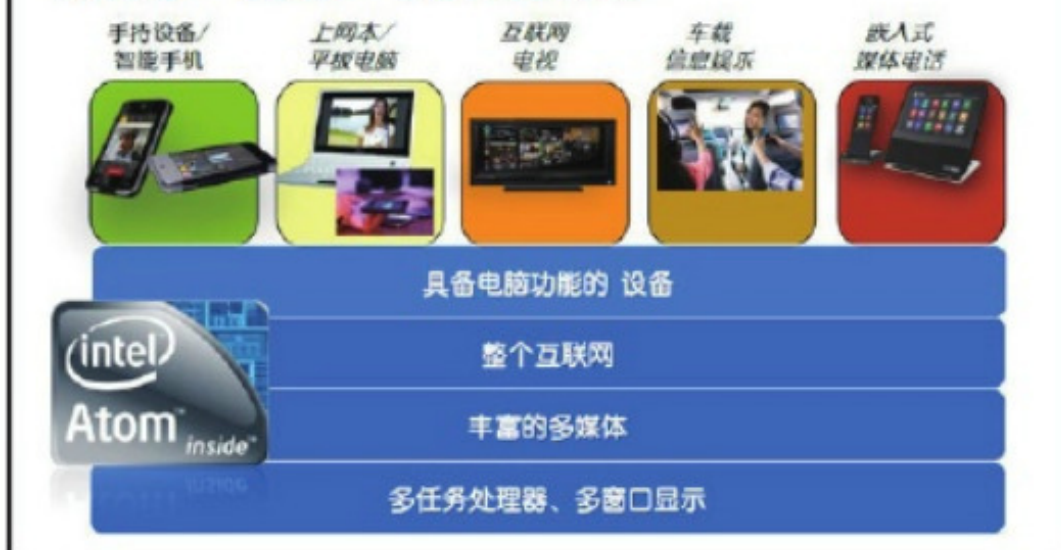 手持设备/
智能手机
上网本/
平板电脑
互联网
电视
车载
信息娱乐
嵌入式
媒体电话
具备电脑功能的 设备
整个互联网
丰富的多媒体
多任务处理器、多窗口显示
intel
Atom™
inside™